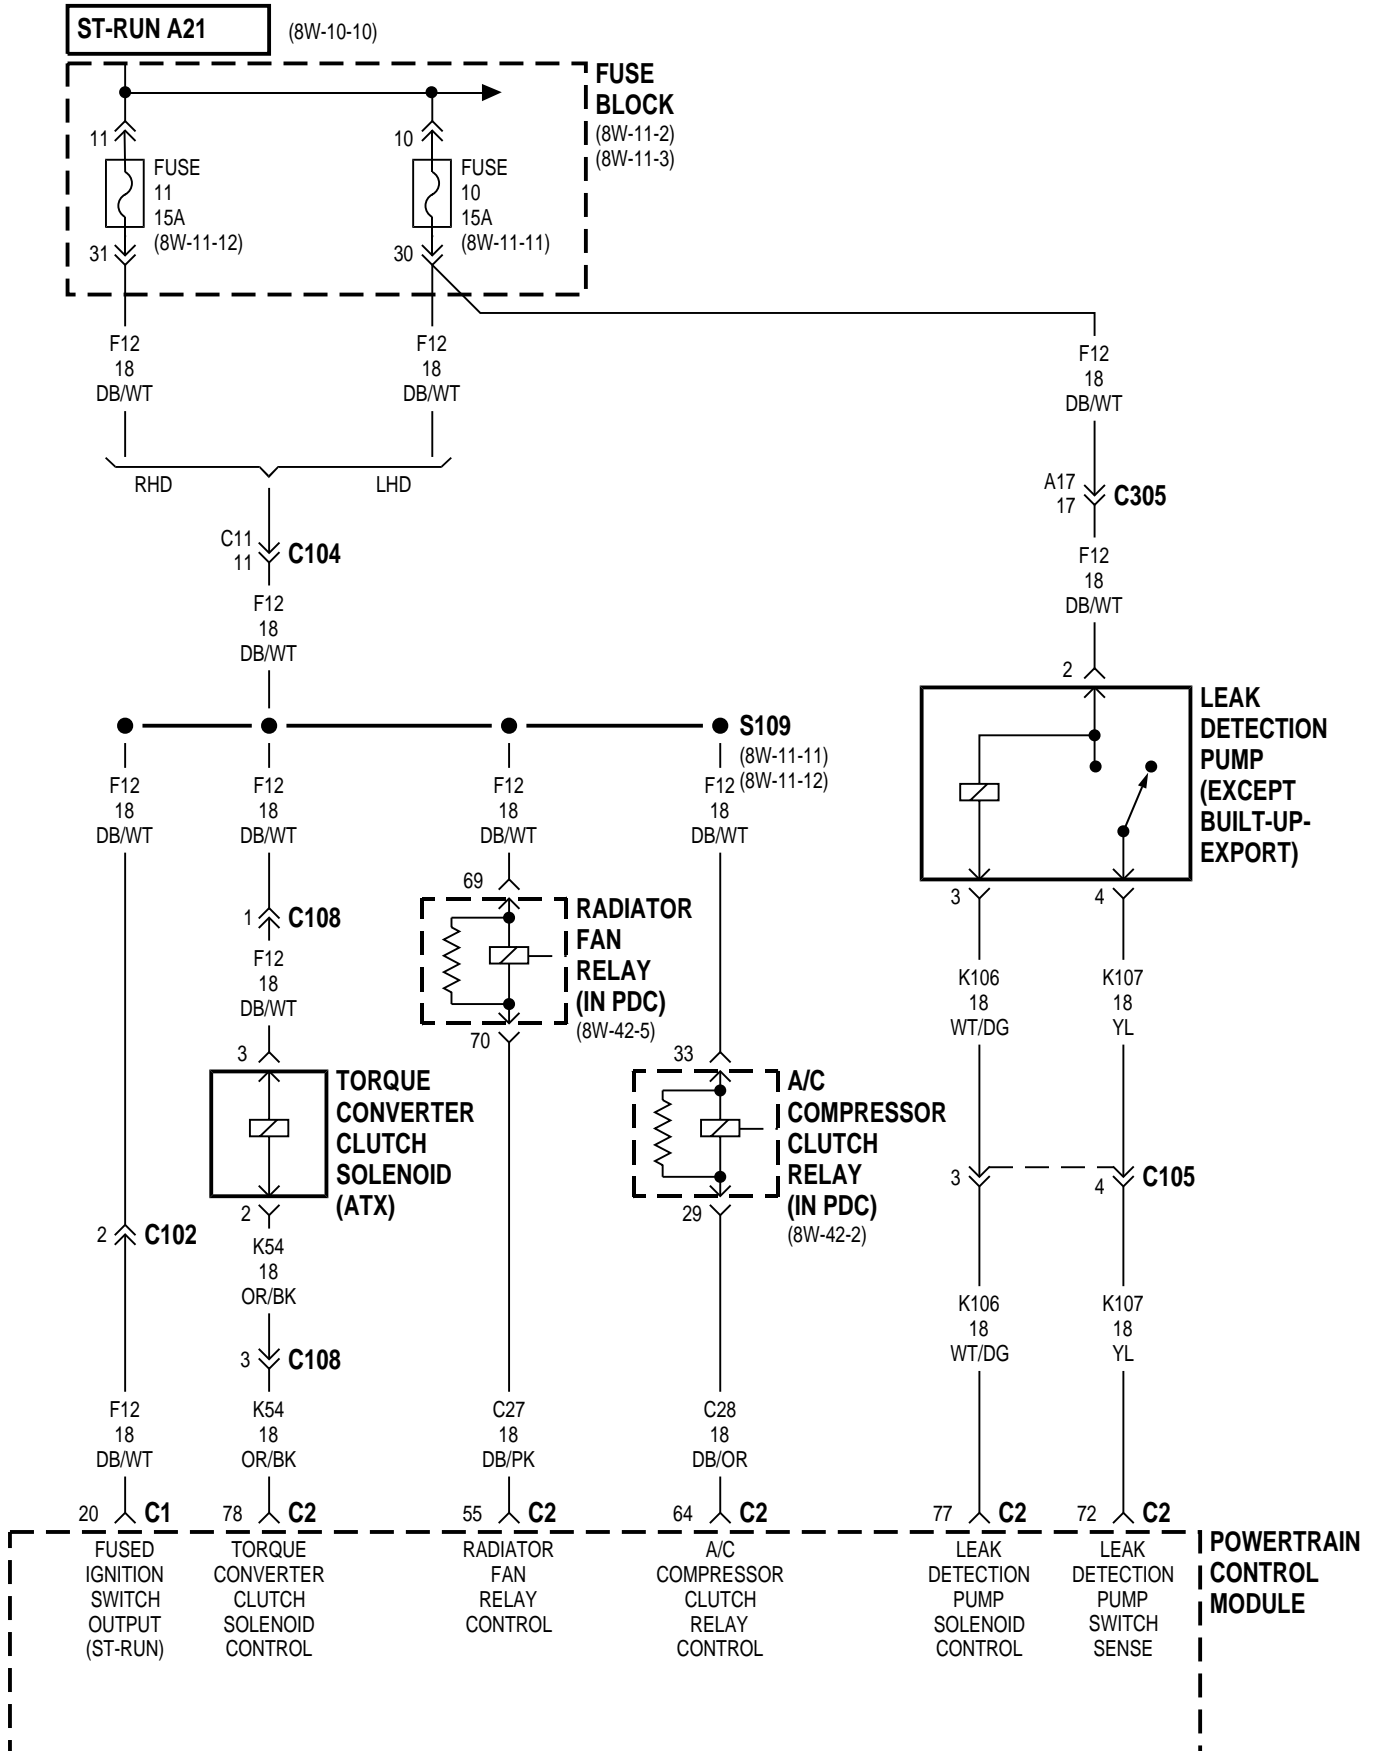 ST-RUN A21
(8W-10-10)
FUSE
BLOCK
(8W-11-2)
(8W-11-3)
11
FUSE
11
15A
(8W-11-12)
31
10
FUSE
10
15A
(8W-11-11)
30
F12
18
DB/WT
F12
18
DB/WT
F12
18
DB/WT
RHD
LHD
A17
17
C305
C11
11
C104
F12
18
DB/WT
F12
18
DB/WT
2
LEAK
DETECTION
PUMP
(EXCEPT
BUILT-UP-
EXPORT)
S109
(8W-11-11)
(8W-11-12)
F12
18
DB/WT
F12
18
DB/WT
F12
18
DB/WT
F12
18
DB/WT
69
RADIATOR
FAN
RELAY
(IN PDC)
(8W-42-5)
70
1
C108
F12
18
DB/WT
3
4
K106
18
WT/DG
K107
18
YL
3
TORQUE
CONVERTER
CLUTCH
SOLENOID
(ATX)
2
33
A/C
COMPRESSOR
CLUTCH
RELAY
(IN PDC)
(8W-42-2)
29
3
4
C105
2
C102
K54
18
OR/BK
3
C108
K106
18
WT/DG
K107
18
YL
F12
18
DB/WT
K54
18
OR/BK
C27
18
DB/PK
C28
18
DB/OR
20
C1
78
C2
55
C2
64
C2
77
C2
72
C2
FUSED
IGNITION
SWITCH
OUTPUT
(ST-RUN)
TORQUE
CONVERTER
CLUTCH
SOLENOID
CONTROL
RADIATOR
FAN
RELAY
CONTROL
A/C
COMPRESSOR
CLUTCH
RELAY
CONTROL
LEAK
DETECTION
PUMP
SOLENOID
CONTROL
LEAK
DETECTION
PUMP
SWITCH
SENSE
POWERTRAIN
CONTROL
MODULE